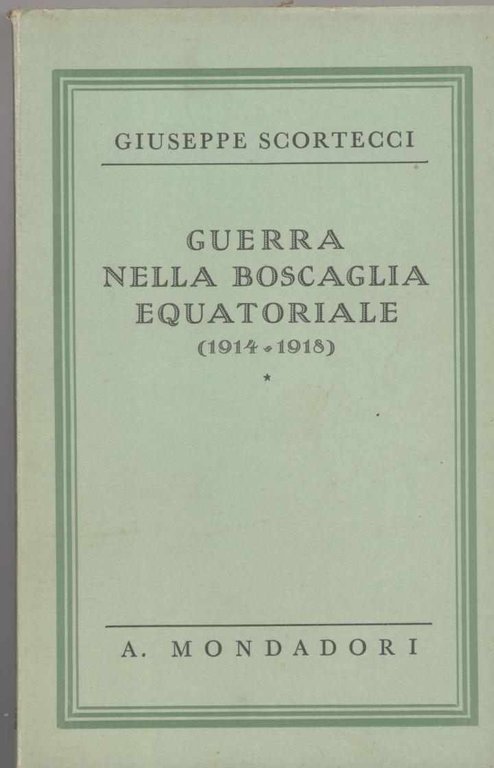 GIUSEPPE SCORTECCI
GUERRA
NELLA BOSCAGLIA
EQUATORIALE
(1914-1918)
*
A. MONDADORI